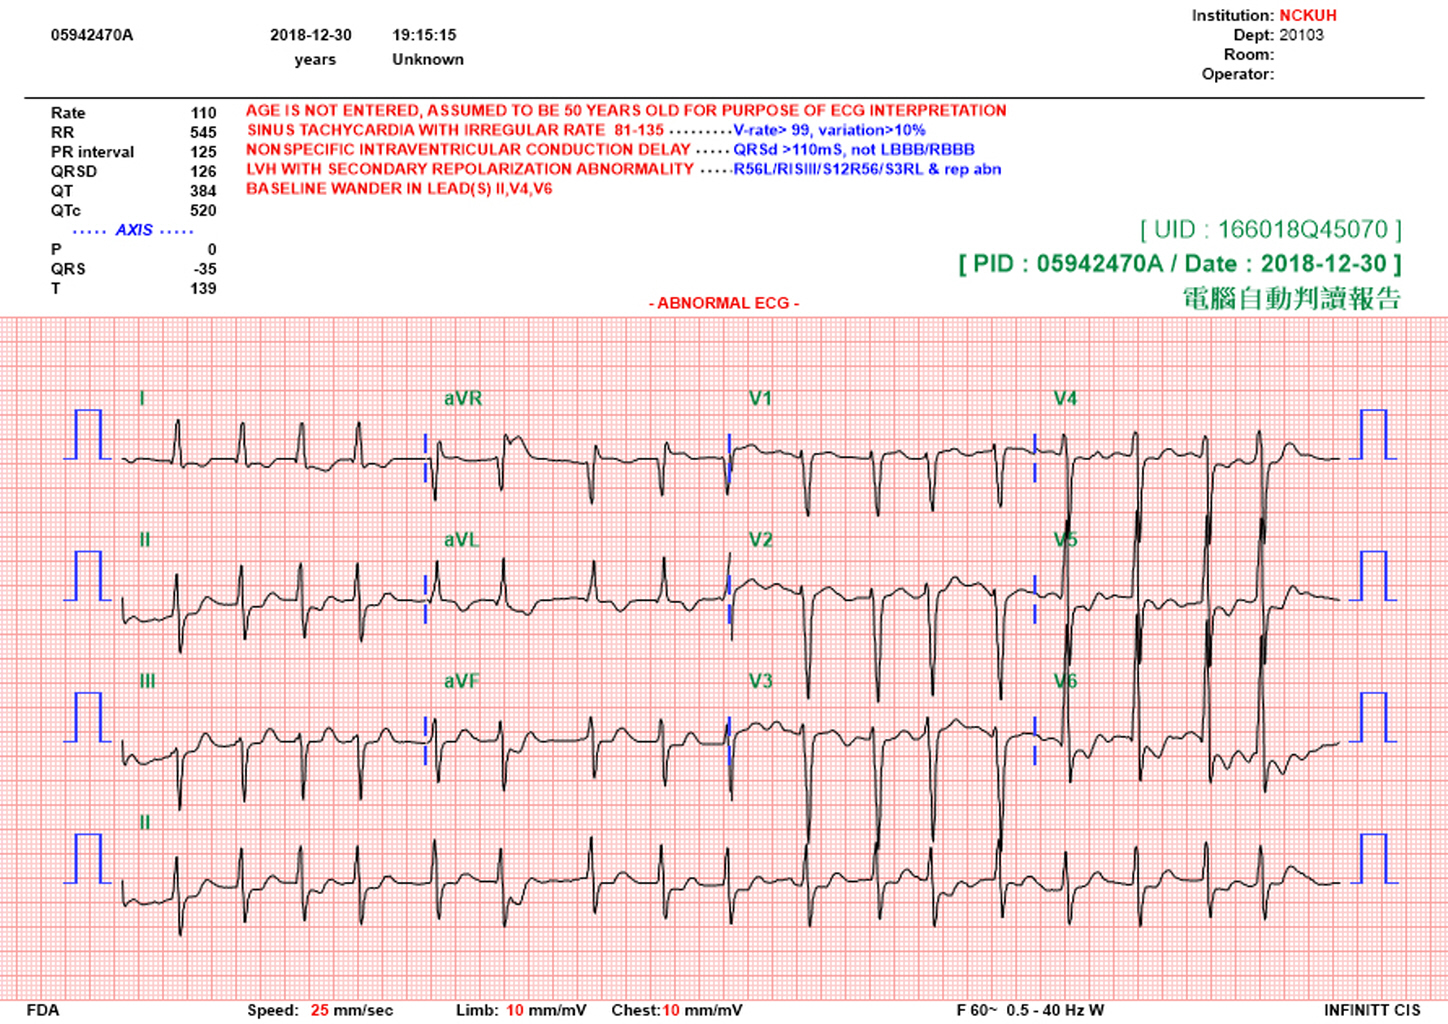 Institution: NCKUH
05942470A 2018-12-30 19:15:15 Dept: 20103
years Unknown Room:
Operator:
Rate 110 AGE IS NOT ENTERED, ASSUMED TO BE 50 YEARS OLD FOR PURPOSE OF ECG INTERPRETATION
RR 545 SINUS TACHYCARDIA WITH IRREGULAR RATE 81-135 ·········V-rate> 99, variation>10%
PR interval 125 NONSPECIFIC INTRAVENTRICULAR CONDUCTION DELAY ·····QRSd >110mS, not LBBB/RBBB
QRSD 126 LVH WITH SECONDARY REPOLARIZATION ABNORMALITY ·····R56L/RISIII/S12R56/S3RL & rep abn
QT 384 BASELINE WANDER IN LEAD(S) II,V4,V6
QTc 520
····· AXIS ·····
[ UID : 166018Q45070 ]
P 0
QRS -35
[ PID : 05942470A / Date : 2018-12-30 ]
T 139
電腦自動判讀報告
- ABNORMAL ECG -
I aVR V1 V4
II aVL V2 V5
III aVF V3 V6
II
FDA Speed: 25 mm/sec Limb: 10 mm/mV Chest:10 mm/mV F 60~ 0.5 - 40 Hz W INFINITT CIS